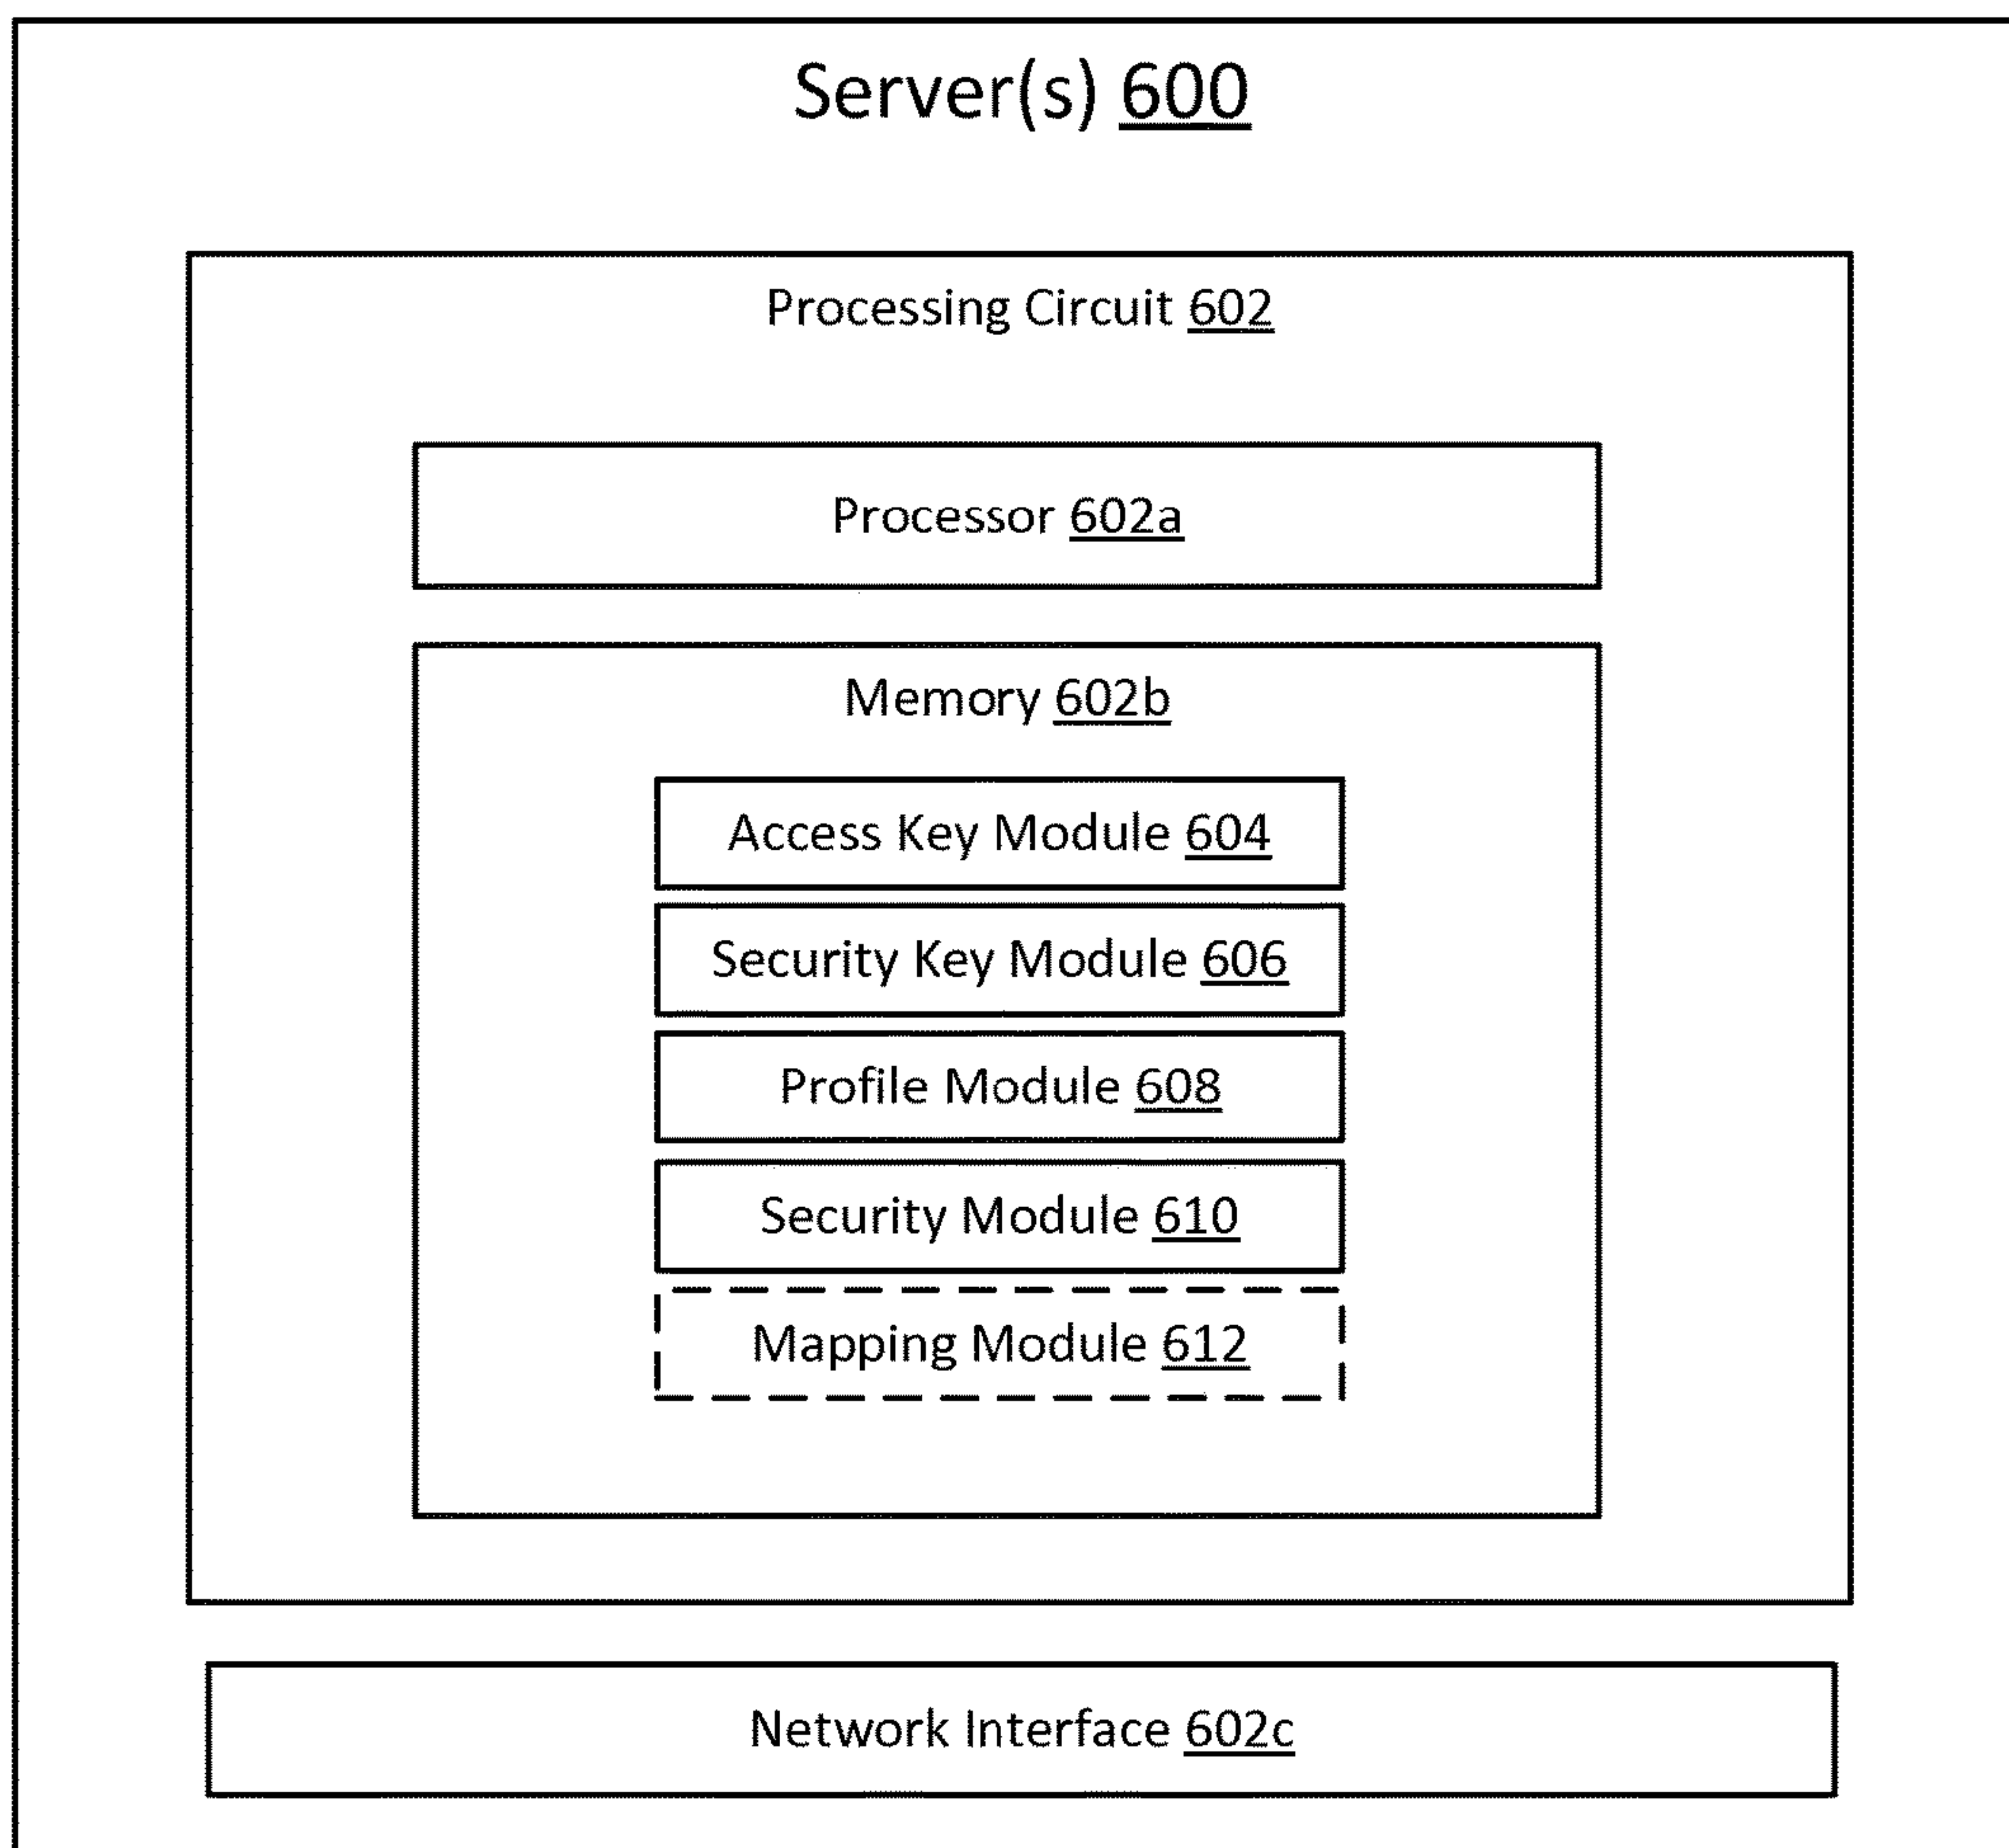 Server(s) 600
Processing Circuit 602
Processor 602a
Memory 602b
Access Key Module 604
Security Key Module 606
Profile Module 608
Security Module 610
Mapping Module 612
Network Interface 602c